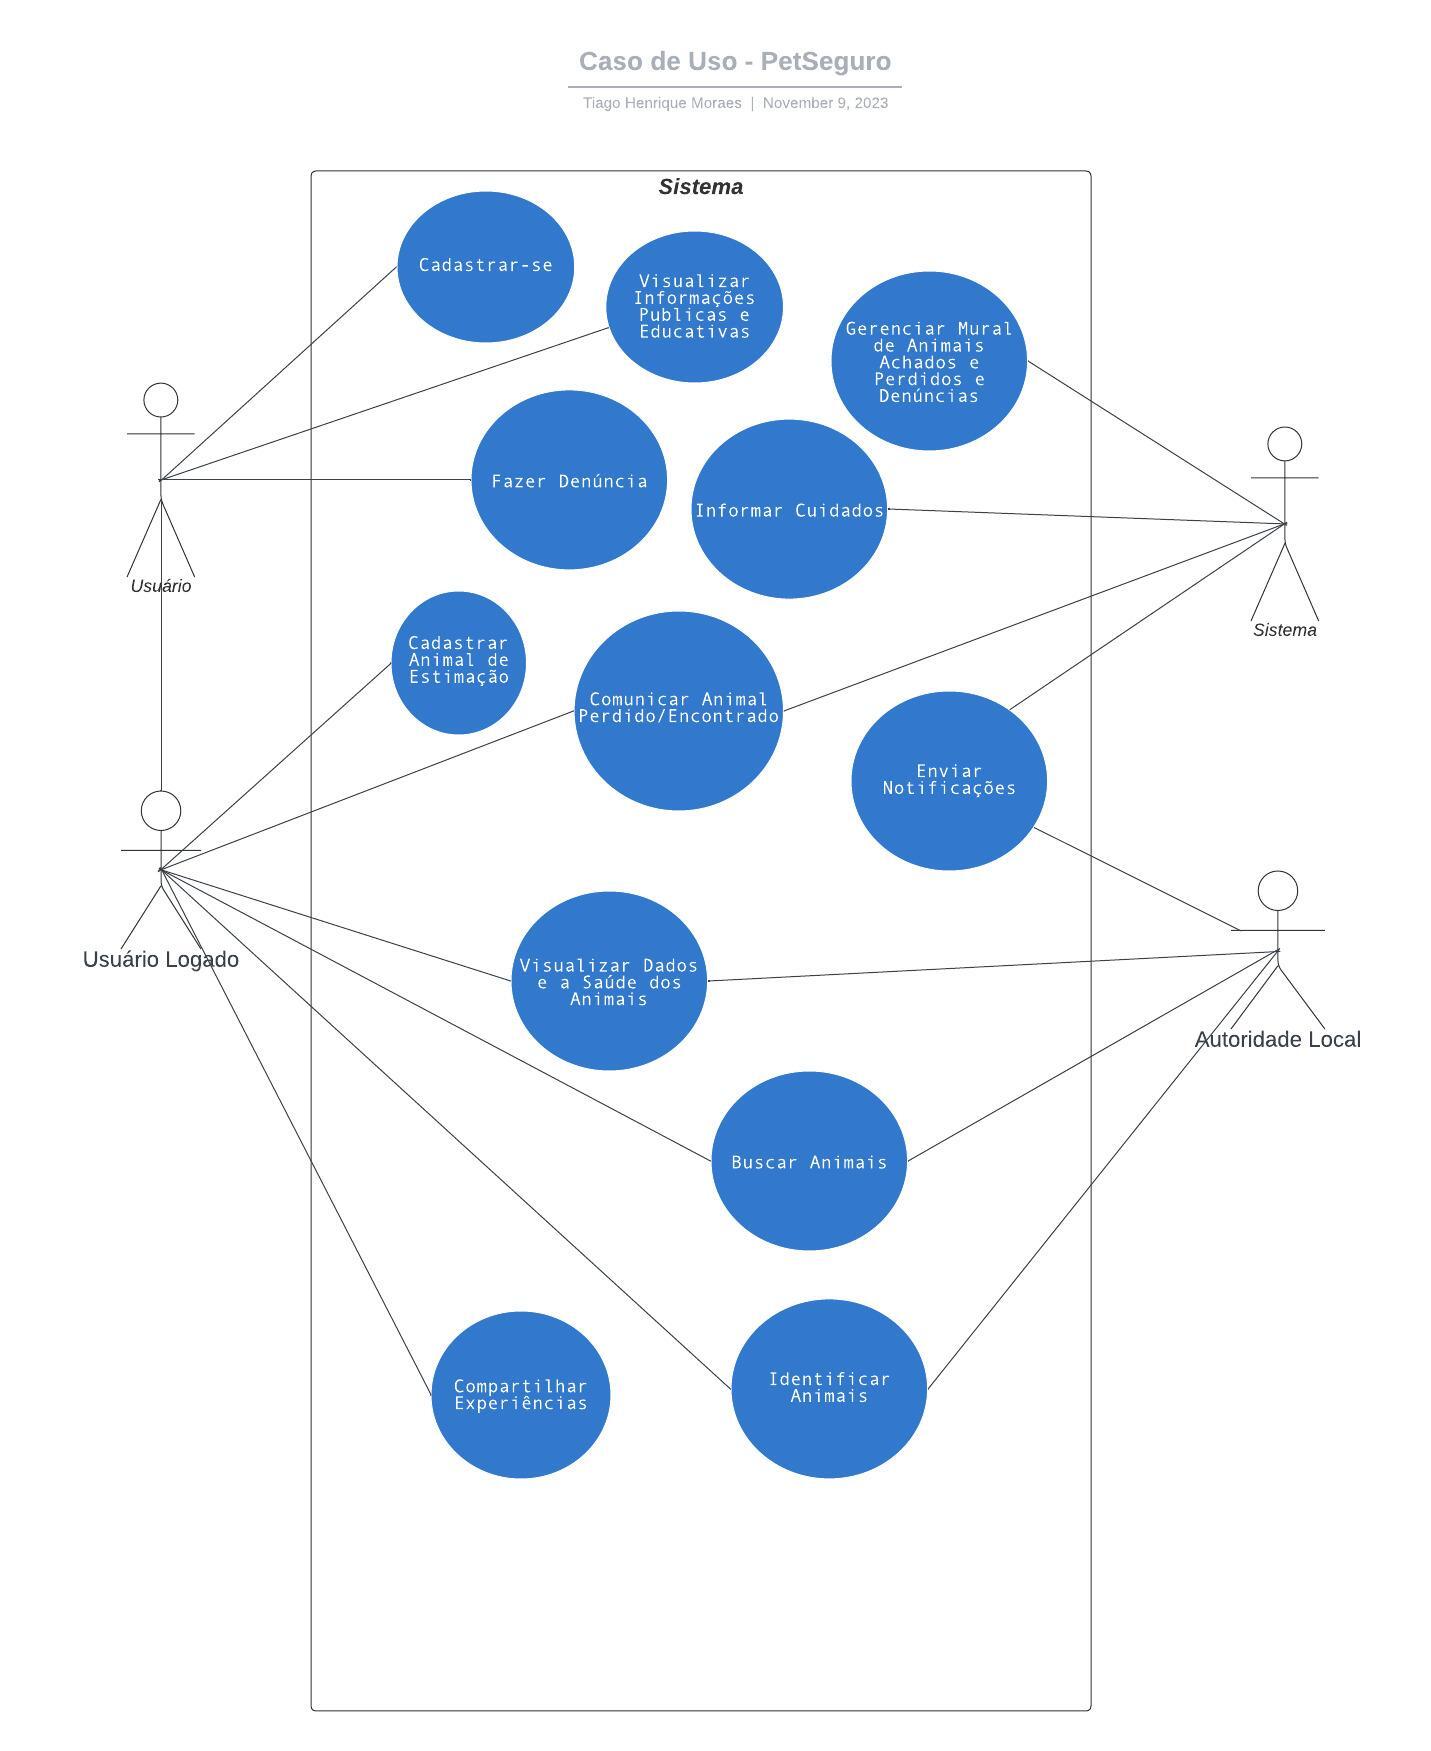 Caso de Uso - PetSeguro
Tiago Henrique Moraes | November 9, 2023
Sistema
Cadastrar-se
Visualizar
Informações
Publicas e
Educativas
Gerenciar Mural
de Animais
Achados e
Perdidos e
Denúncias
Fazer Denúncia
Informar Cuidados
Usuário
Sistema
Cadastrar
Animal de
Estimação
Comunicar Animal
Perdido/Encontrado
Enviar
Notificações
Usuário Logado
Visualizar Dados
e a Saúde dos
Animais
Autoridade Local
Buscar Animais
Compartilhar
Experiências
Identificar
Animais